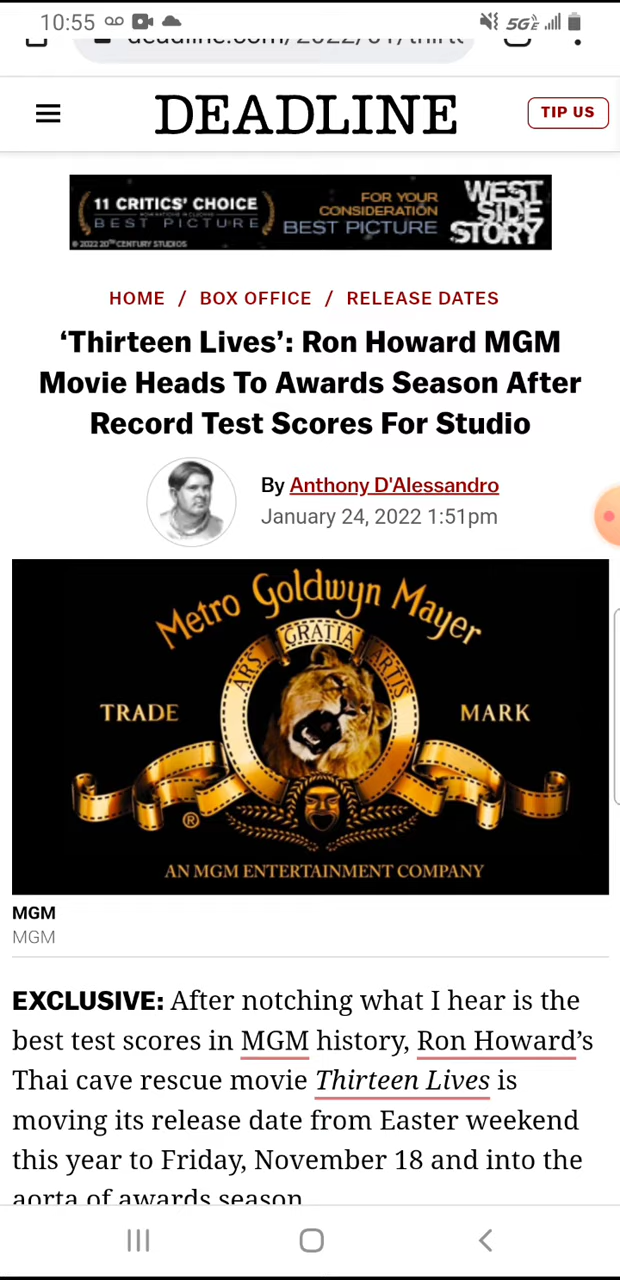 10:55
5GE
DEADLINE
TIP US
11 CRITICS' CHOICE
BEST PICTURE
© 2022 20TH CENTURY STUDIOS
FOR YOUR
CONSIDERATION
BEST PICTURE
WEST
SIDE
STORY
HOME / BOX OFFICE / RELEASE DATES
‘Thirteen Lives’: Ron Howard MGM
Movie Heads To Awards Season After
Record Test Scores For Studio
By Anthony D'Alessandro
January 24, 2022 1:51pm
Metro Goldwyn Mayer
ARS GRATIA ARTIS
TRADE MARK
®
AN MGM ENTERTAINMENT COMPANY
MGM
MGM
EXCLUSIVE: After notching what I hear is the
best test scores in MGM history, Ron Howard’s
Thai cave rescue movie Thirteen Lives is
moving its release date from Easter weekend
this year to Friday, November 18 and into the
aorta of awards season